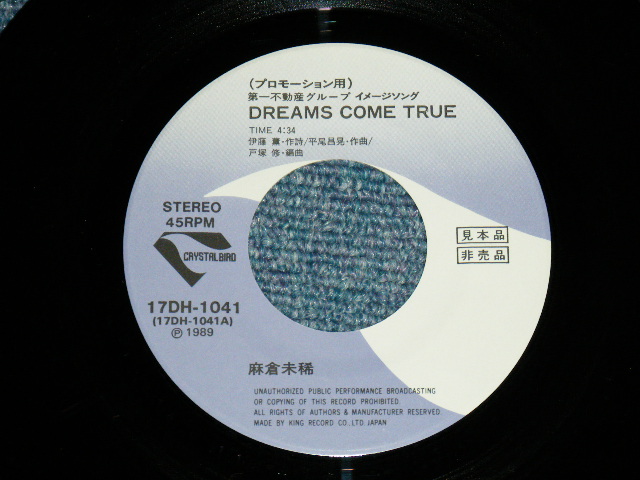 (プロモーション用)
第一不動産グループ イメージソング
DREAMS COME TRUE
TIME 4:34
伊藤 薫・作詩/平尾昌晃・作曲/
戸塚 修・編曲
STEREO
45RPM
CRYSTALBIRD
見本品
非売品
17DH-1041
(17DH-1041A)
Ⓟ 1989
麻倉未稀
UNAUTHORIZED PUBLIC PERFORMANCE BROADCASTING
OR COPYING OF THIS RECORD PROHIBITED.
ALL RIGHTS OF AUTHORS & MANUFACTURER RESERVED.
MADE BY KING RECORD CO.,LTD JAPAN